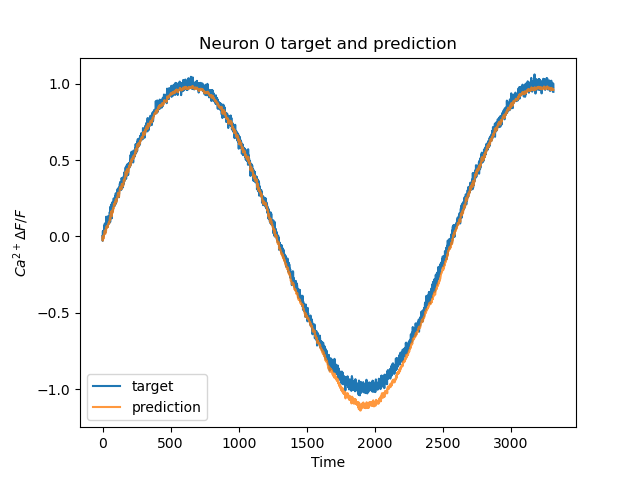 Neuron 0 target and prediction
1.0
0.5
0.0
−0.5
−1.0
Ca²⁺ ΔF/F
target
prediction
0 500 1000 1500 2000 2500 3000
Time